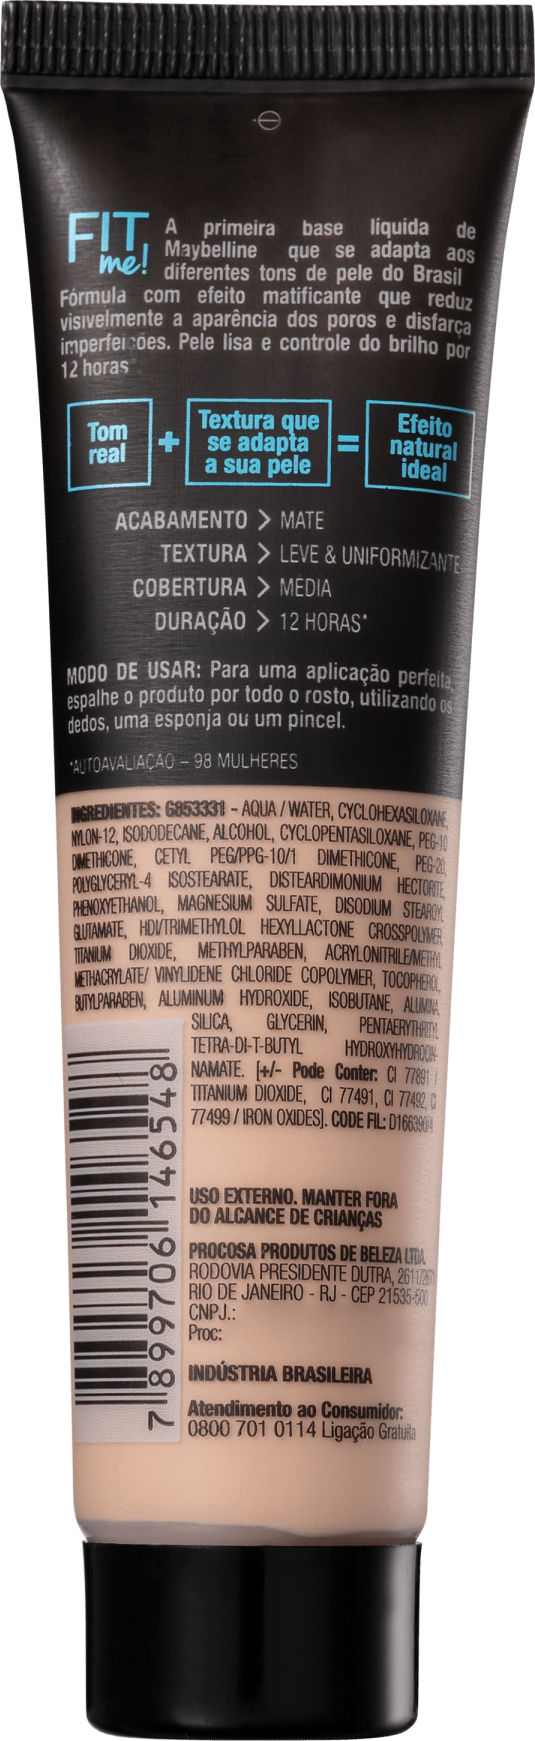 FIT me! A primeira base líquida de
Maybelline que se adapta aos
diferentes tons de pele do Brasil
Fórmula com efeito matificante que reduz
visivelmente a aparência dos poros e disfarça
imperfeições. Pele lisa e controle do brilho por
12 horas
Tom real + Textura que se adapta a sua pele = Efeito natural ideal
ACABAMENTO > MATE
TEXTURA > LEVE & UNIFORMIZANTE
COBERTURA > MÉDIA
DURAÇÃO > 12 HORAS*
MODO DE USAR: Para uma aplicação perfeita,
espalhe o produto por todo o rosto, utilizando os
dedos, uma esponja ou um pincel.
*AUTOAVALIAÇÃO – 98 MULHERES
INGREDIENTES: G853331 - AQUA / WATER, CYCLOHEXASILOXANE,
NYLON-12, ISODODECANE, ALCOHOL, CYCLOPENTASILOXANE, PEG-10
DIMETHICONE, CETYL PEG/PPG-10/1 DIMETHICONE, PEG-20,
POLYGLYCERYL-4 ISOSTEARATE, DISTEARDIMONIUM HECTORITE,
PHENOXYETHANOL, MAGNESIUM SULFATE, DISODIUM STEAROYL
GLUTAMATE, HDI/TRIMETHYLOL HEXYLLACTONE CROSSPOLYMER,
TITANIUM DIOXIDE, METHYLPARABEN, ACRYLONITRILE/METHYL
METHACRYLATE/ VINYLIDENE CHLORIDE COPOLYMER, TOCOPHEROL,
BUTYLPARABEN, ALUMINUM HYDROXIDE, ISOBUTANE, ALUMINA,
SILICA, GLYCERIN, PENTAERYTHRITYL
TETRA-DI-T-BUTYL HYDROXYHYDROCIN-
NAMATE. [+/- Pode Conter: CI 77891 /
TITANIUM DIOXIDE, CI 77491, CI 77492, CI
77499 / IRON OXIDES]. CODE FIL: D166390/4
USO EXTERNO. MANTER FORA
DO ALCANCE DE CRIANÇAS
PROCOSA PRODUTOS DE BELEZA LTDA.
RODOVIA PRESIDENTE DUTRA,
RIO DE JANEIRO - RJ - CEP 21535-500
CNPJ.:
Proc:
INDÚSTRIA BRASILEIRA
Atendimento ao Consumidor:
0800 701 0114 Ligação Gratuita
7 899706 146548